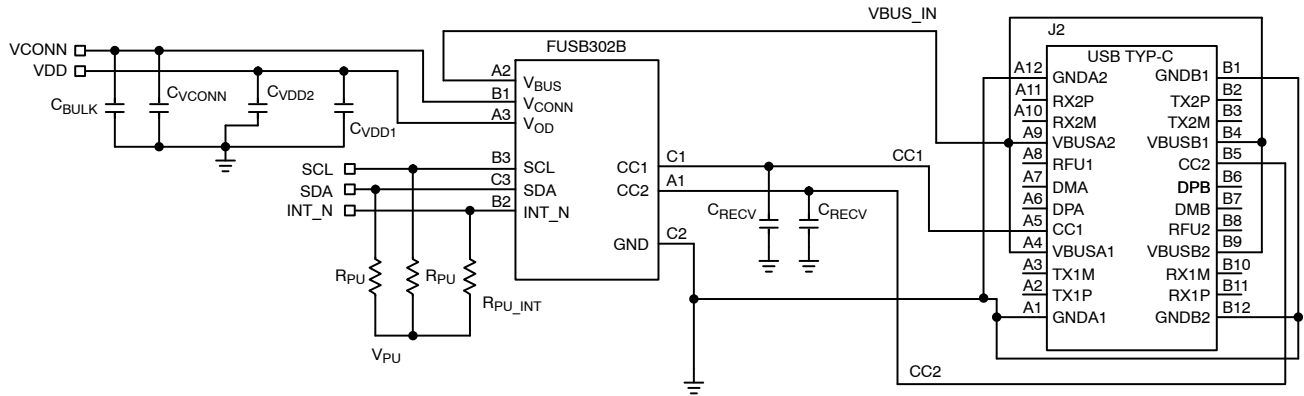 VBUS_IN
J2
VCONN
VDD
FUSB302B
USB TYP-C
CBULK
CVCONN
CVDD2
CVDD1
A2
VBUS
B1
VCONN
A3
VOD
SCL
B3
SCL
SDA
C3
SDA
INT_N
B2
INT_N
CC1
C1
CC1
CC2
A1
GND
C2
CRECV
CRECV
RPU
RPU
RPU_INT
VPU
CC2
A12
GNDA2
GNDB1
B1
A11
RX2P
TX2P
B2
A10
RX2M
TX2M
B3
A9
VBUSA2
VBUSB1
B4
A8
RFU1
CC2
B5
A7
DMA
DPB
B6
A6
DPA
DMB
B7
A5
CC1
RFU2
B8
A4
VBUSA1
VBUSB2
B9
A3
TX1M
RX1M
B10
A2
TX1P
RX1P
B11
A1
GNDA1
GNDB2
B12